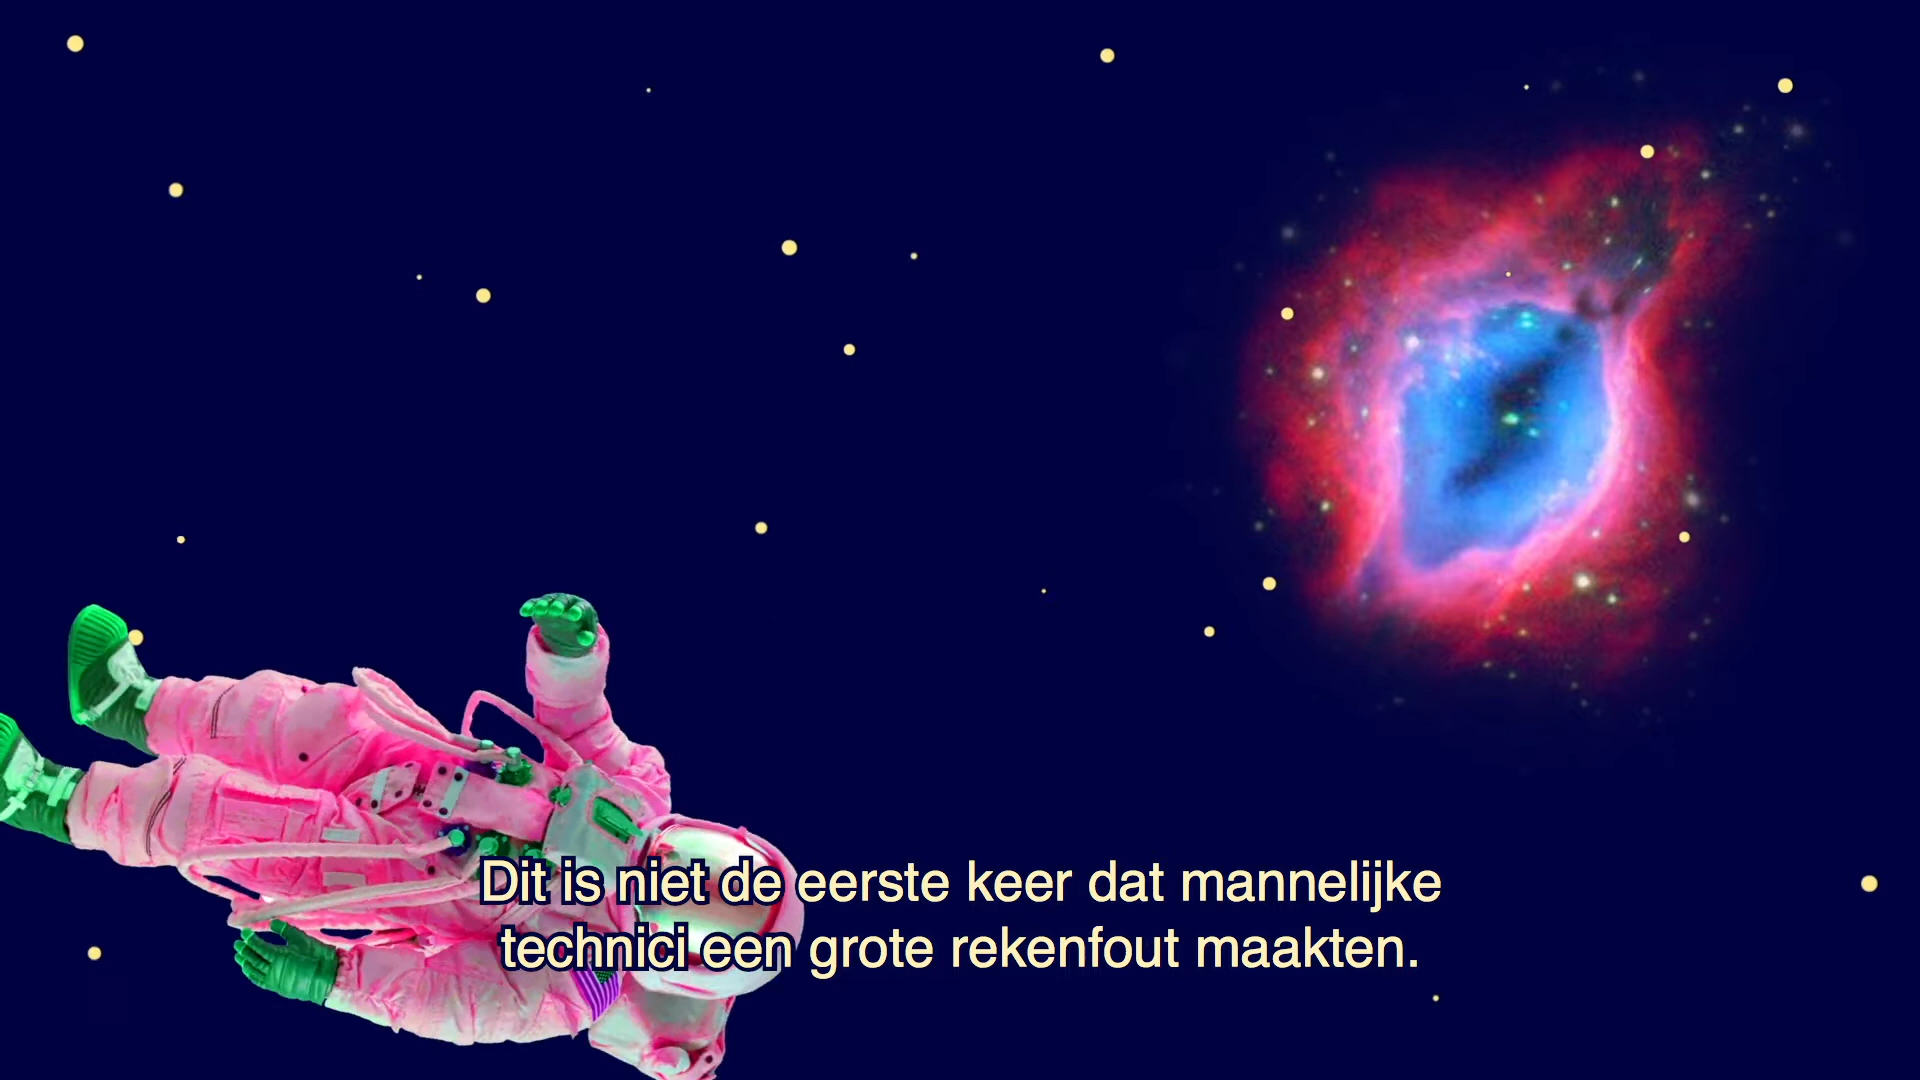 Dit is niet de eerste keer dat mannelijke
technici een grote rekenfout maakten.